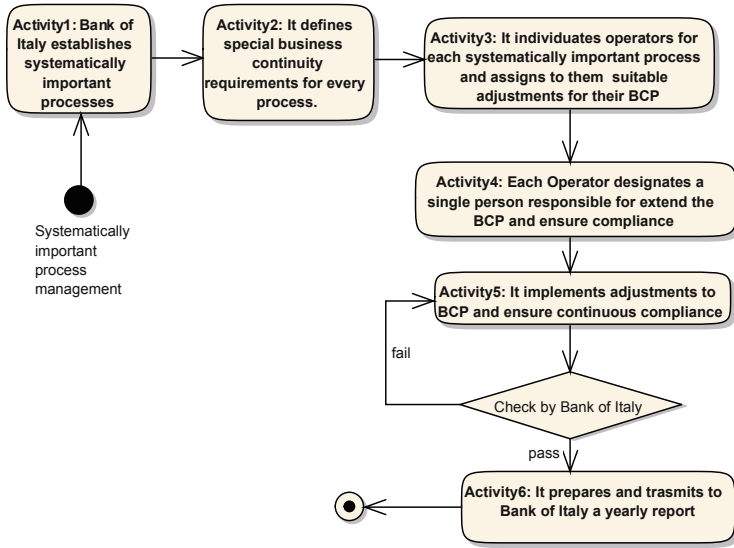 Activity1: Bank of
Italy establishes
systematically
important
processes
Activity2: It defines
special business
continuity
requirements for every
process.
Activity3: It individuates operators for
each systematically important process
and assigns to them suitable
adjustments for their BCP
Systematically
important
process
management
Activity4: Each Operator designates a
single person responsible for extend the
BCP and ensure compliance
Activity5: It implements adjustments to
BCP and ensure continuous compliance
fail
Check by Bank of Italy
pass
Activity6: It prepares and trasmits to
Bank of Italy a yearly report